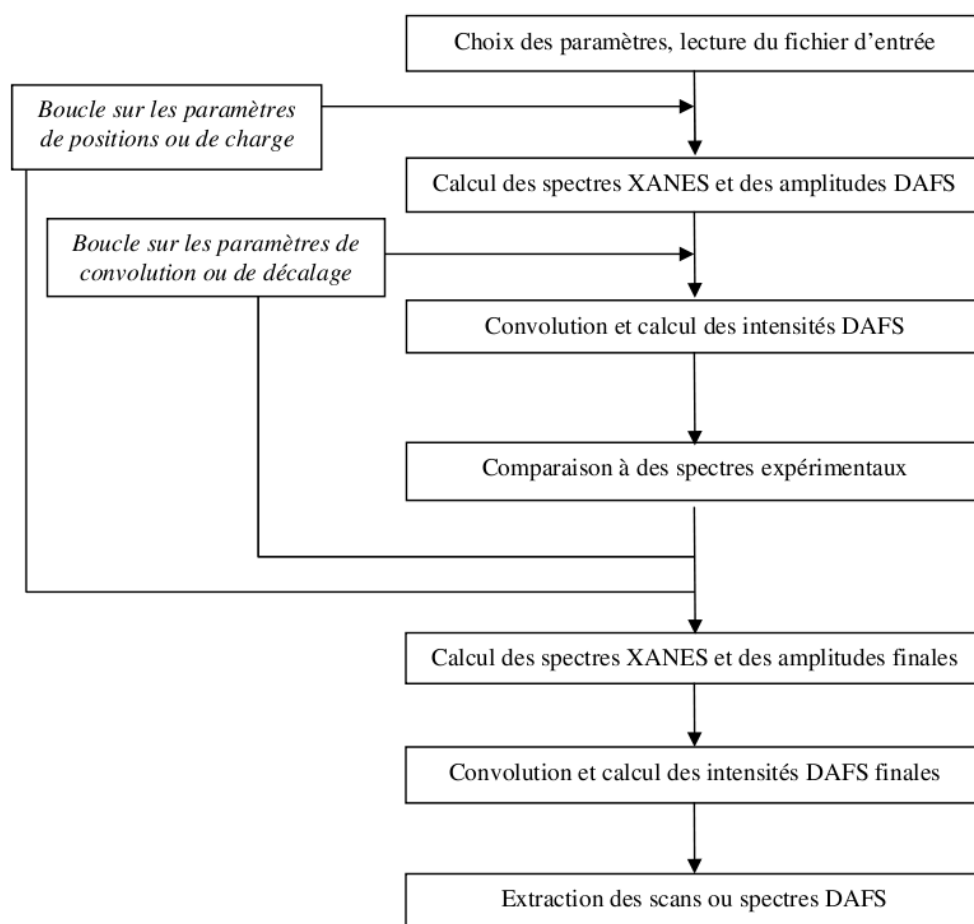 Choix des paramètres, lecture du fichier d’entrée
Boucle sur les paramètres
de positions ou de charge
Calcul des spectres XANES et des amplitudes DAFS
Boucle sur les paramètres de
convolution ou de décalage
Convolution et calcul des intensités DAFS
Comparaison à des spectres expérimentaux
Calcul des spectres XANES et des amplitudes finales
Convolution et calcul des intensités DAFS finales
Extraction des scans ou spectres DAFS